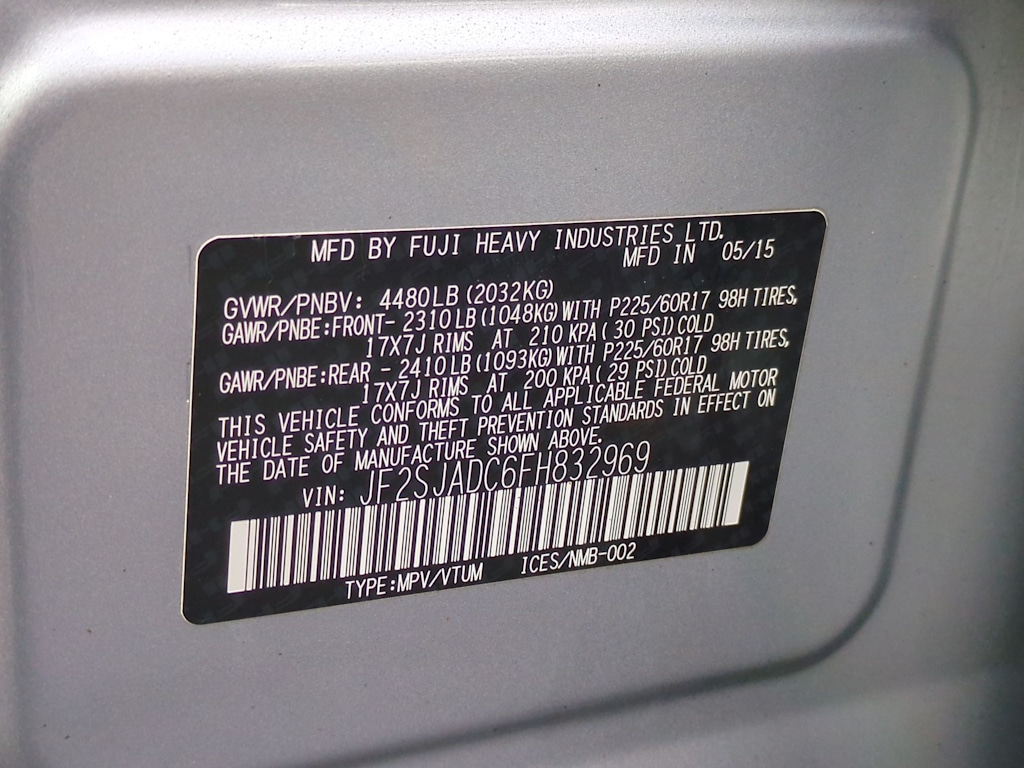 MFD BY FUJI HEAVY INDUSTRIES LTD.
MFD IN 05/15
GVWR/PNBV: 4480LB (2032KG)
GAWR/PNBE:FRONT- 2310LB (1048KG) WITH P225/60R17 98H TIRES,
17X7J RIMS AT 210 KPA ( 30 PSI) COLD
GAWR/PNBE:REAR - 2410LB (1093KG) WITH P225/60R17 98H TIRES,
17X7J RIMS AT 200 KPA ( 29 PSI) COLD
THIS VEHICLE CONFORMS TO ALL APPLICABLE FEDERAL MOTOR
VEHICLE SAFETY AND THEFT PREVENTION STANDARDS IN EFFECT ON
THE DATE OF MANUFACTURE SHOWN ABOVE.
VIN: JF2SJADC6FH832969
TYPE:MPV/VTUM ICES/NMB-002